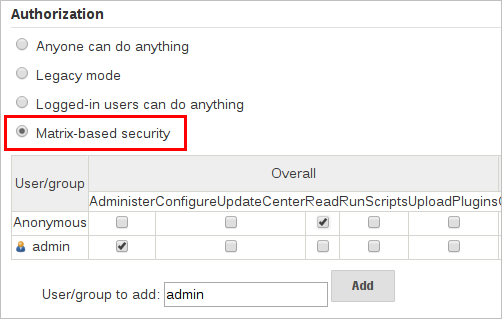 Authorization
Anyone can do anything
Legacy mode
Logged-in users can do anything
Matrix-based security
User/group Overall
Administer ConfigureUpdateCenter Read RunScripts UploadPlugins
Anonymous
admin
User/group to add: admin Add